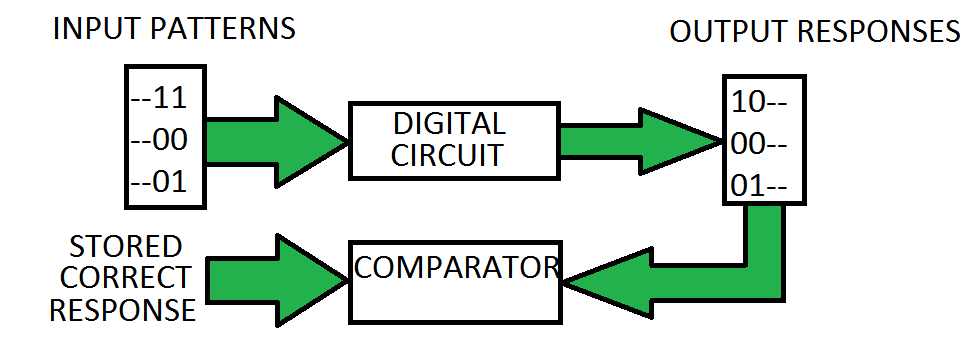 INPUT PATTERNS
OUTPUT RESPONSES
--11
--00
--01
DIGITAL
CIRCUIT
10--
00--
01--
STORED
CORRECT
RESPONSE
COMPARATOR